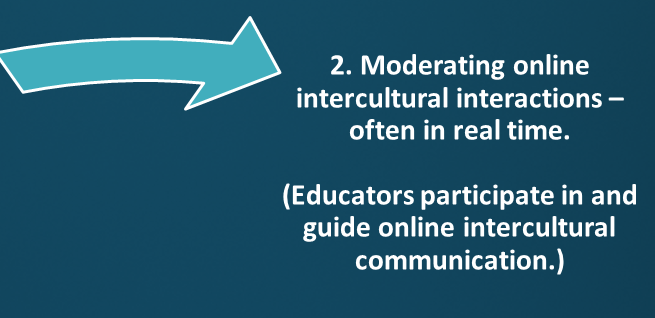 2. Moderating online
intercultural interactions –
often in real time.
(Educators participate in and
guide online intercultural
communication.)